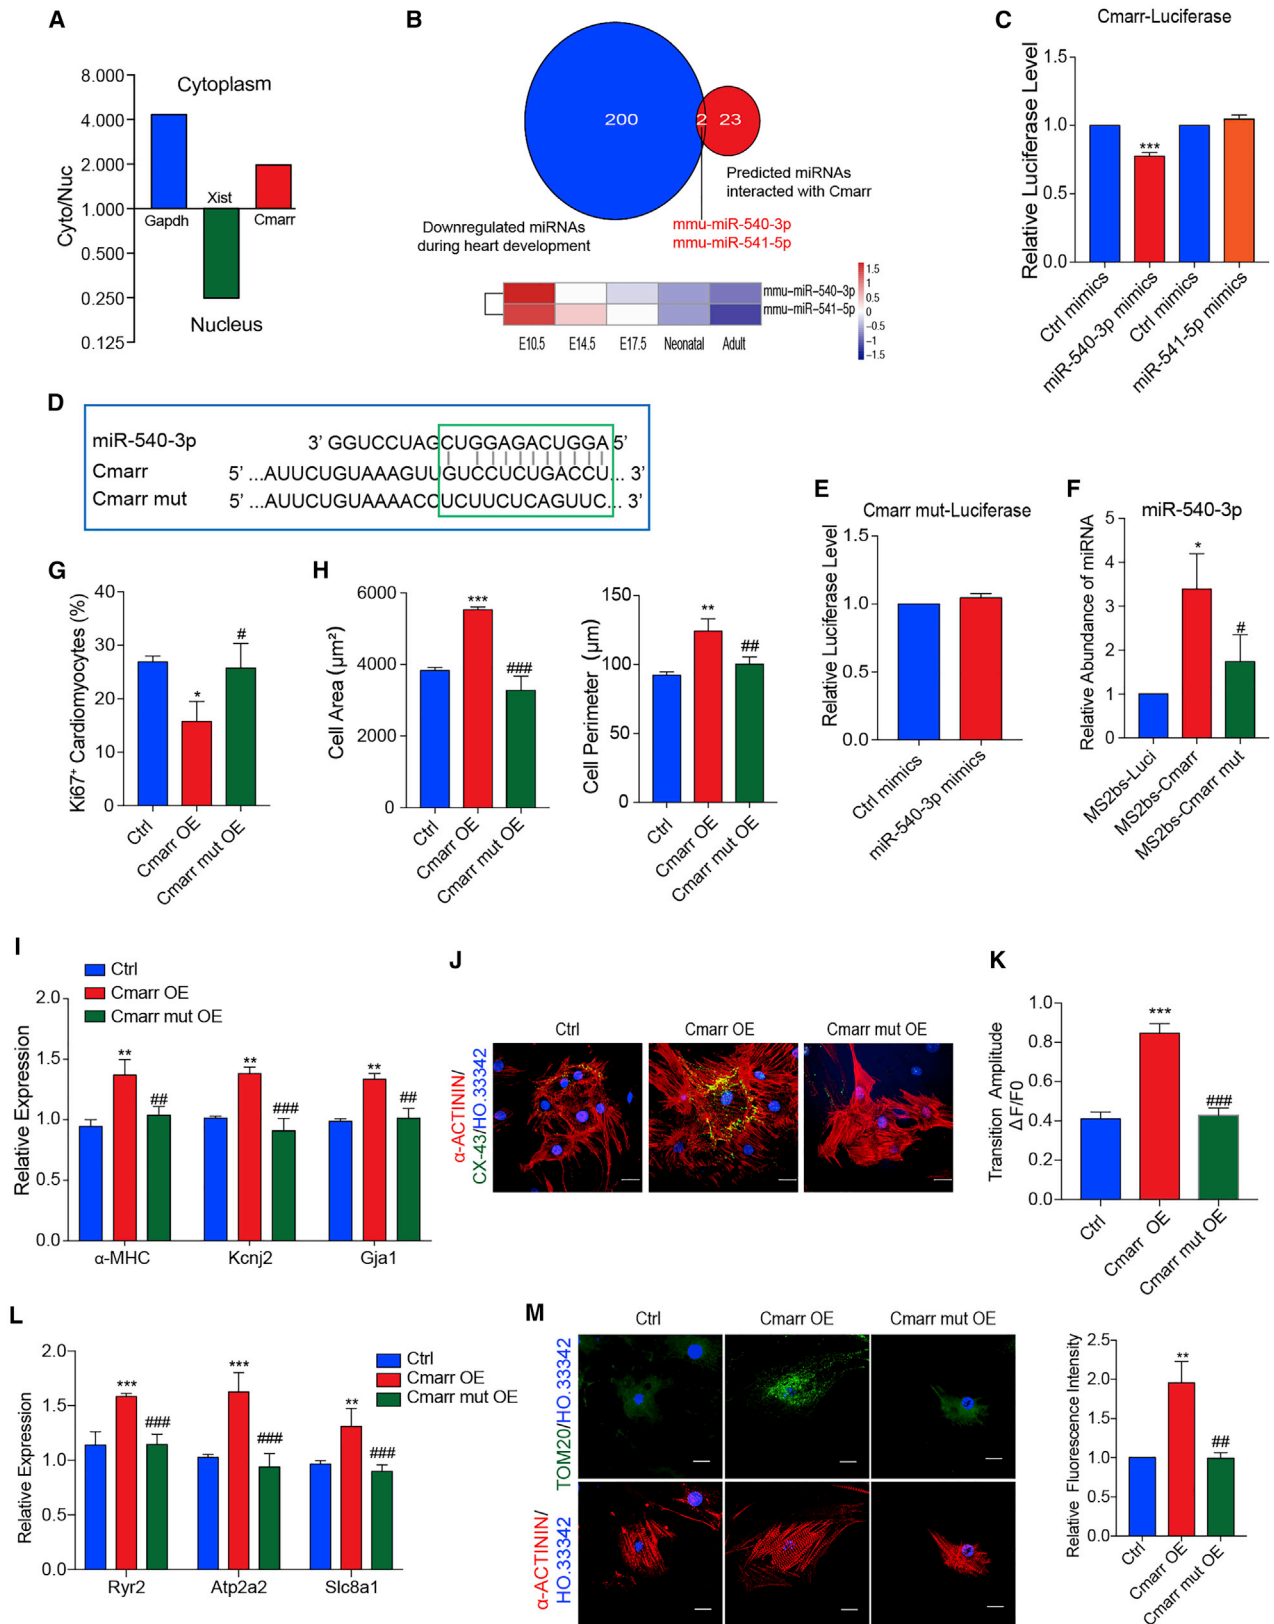 A
8.000
4.000
2.000
1.000
0.500
0.250
0.125
Cyto/Nuc
Cytoplasm
Xist
Gapdh
Cmarr
Nucleus
B
200
2
23
Predicted miRNAs
interacted with Cmarr
Downregulated miRNAs
during heart development
mmu-miR-540-3p
mmu-miR-541-5p
mmu-miR-540-3p
mmu-miR-541-5p
E10.5 E14.5 E17.5 Neonatal Adult
1.5
1
0.5
0
-0.5
-1
-1.5
C
Cmarr-Luciferase
Relative Luciferase Level
1.5
1.0
0.5
0.0
***
Ctrl mimics
miR-540-3p mimics
Ctrl mimics
miR-541-5p mimics
D
miR-540-3p 3' GGUCCUAGCUGGAGACUGGA 5'
Cmarr 5' ...AUUCUGUAAAGUUGUCCUCUGACCU... 3'
Cmarr mut 5' ...AUUCUGUAAAACCUCUUCUCAGUUC... 3'
E
Cmarr mut-Luciferase
Relative Luciferase Level
1.5
1.0
0.5
0.0
Ctrl mimics
miR-540-3p mimics
F
miR-540-3p
Relative Abundance of miRNA
5
4
3
2
1
0
*
#
MS2bs-Luci
MS2bs-Cmarr
MS2bs-Cmarr mut
G
Ki67+ Cardiomyocytes (%)
40
30
20
10
0
*
#
Ctrl
Cmarr OE
Cmarr mut OE
H
Cell Area (µm²)
6000
4000
2000
0
***
###
Ctrl
Cmarr OE
Cmarr mut OE
Cell Perimeter (µm)
150
100
50
0
**
##
Ctrl
Cmarr OE
Cmarr mut OE
I
Ctrl
Cmarr OE
Cmarr mut OE
Relative Expression
2.0
1.5
1.0
0.5
0.0
** ## ** ### ** ##
α-MHC Kcnj2 Gja1
J
Ctrl Cmarr OE Cmarr mut OE
α-ACTININ/
CX-43/HO.33342
K
Transition Amplitude
ΔF/F0
1.0
0.8
0.6
0.4
0.2
0.0
***
###
Ctrl
Cmarr OE
Cmarr mut OE
L
Ctrl
Cmarr OE
Cmarr mut OE
Relative Expression
2.0
1.5
1.0
0.5
0.0
*** ### *** ### ** ###
Ryr2 Atp2a2 Slc8a1
M
Ctrl Cmarr OE Cmarr mut OE
TOM20/HO.33342
α-ACTININ/
HO.33342
Relative Fluorescence Intensity
2.5
2.0
1.5
1.0
0.5
0.0
**
##
Ctrl
Cmarr OE
Cmarr mut OE